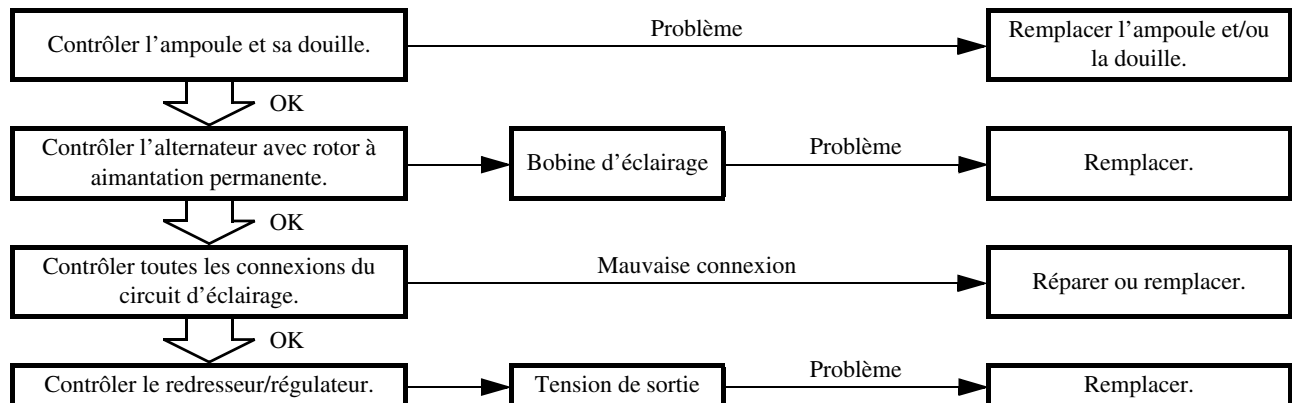 Contrôler l’ampoule et sa douille.
Problème
Remplacer l’ampoule et/ou
la douille.
OK
Contrôler l’alternateur avec rotor à
aimantation permanente.
Bobine d’éclairage
Problème
Remplacer.
OK
Contrôler toutes les connexions du
circuit d’éclairage.
Mauvaise connexion
Réparer ou remplacer.
OK
Contrôler le redresseur/régulateur.
Tension de sortie
Problème
Remplacer.